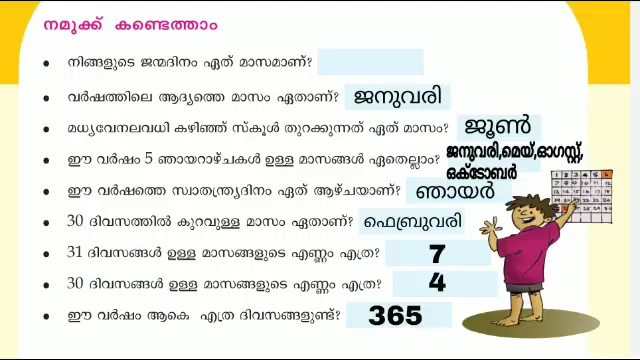 നമുക്ക് കണ്ടെത്താം
• നിങ്ങളുടെ ജന്മദിനം ഏത് മാസമാണ്?
• വർഷത്തിലെ ആദ്യത്തെ മാസം ഏതാണ്? ജനുവരി
• മധ്യവേനലവധി കഴിഞ്ഞ് സ്കൂൾ തുറക്കുന്നത് ഏത് മാസം? ജൂൺ
• ഈ വർഷം 5 ഞായറാഴ്ചകൾ ഉള്ള മാസങ്ങൾ ഏതെല്ലാം? ജനുവരി,മെയ്,ഓഗസ്റ്റ്,
ഒക്ടോബർ
• ഈ വർഷത്തെ സ്വാതന്ത്ര്യദിനം ഏത് ആഴ്ചയാണ്? ഞായർ
• 30 ദിവസത്തിൽ കുറവുള്ള മാസം ഏതാണ്? ഫെബ്രുവരി
• 31 ദിവസങ്ങൾ ഉള്ള മാസങ്ങളുടെ എണ്ണം എത്ര? 7
• 30 ദിവസങ്ങൾ ഉള്ള മാസങ്ങളുടെ എണ്ണം എത്ര? 4
• ഈ വർഷം ആകെ എത്ര ദിവസങ്ങളുണ്ട്? 365